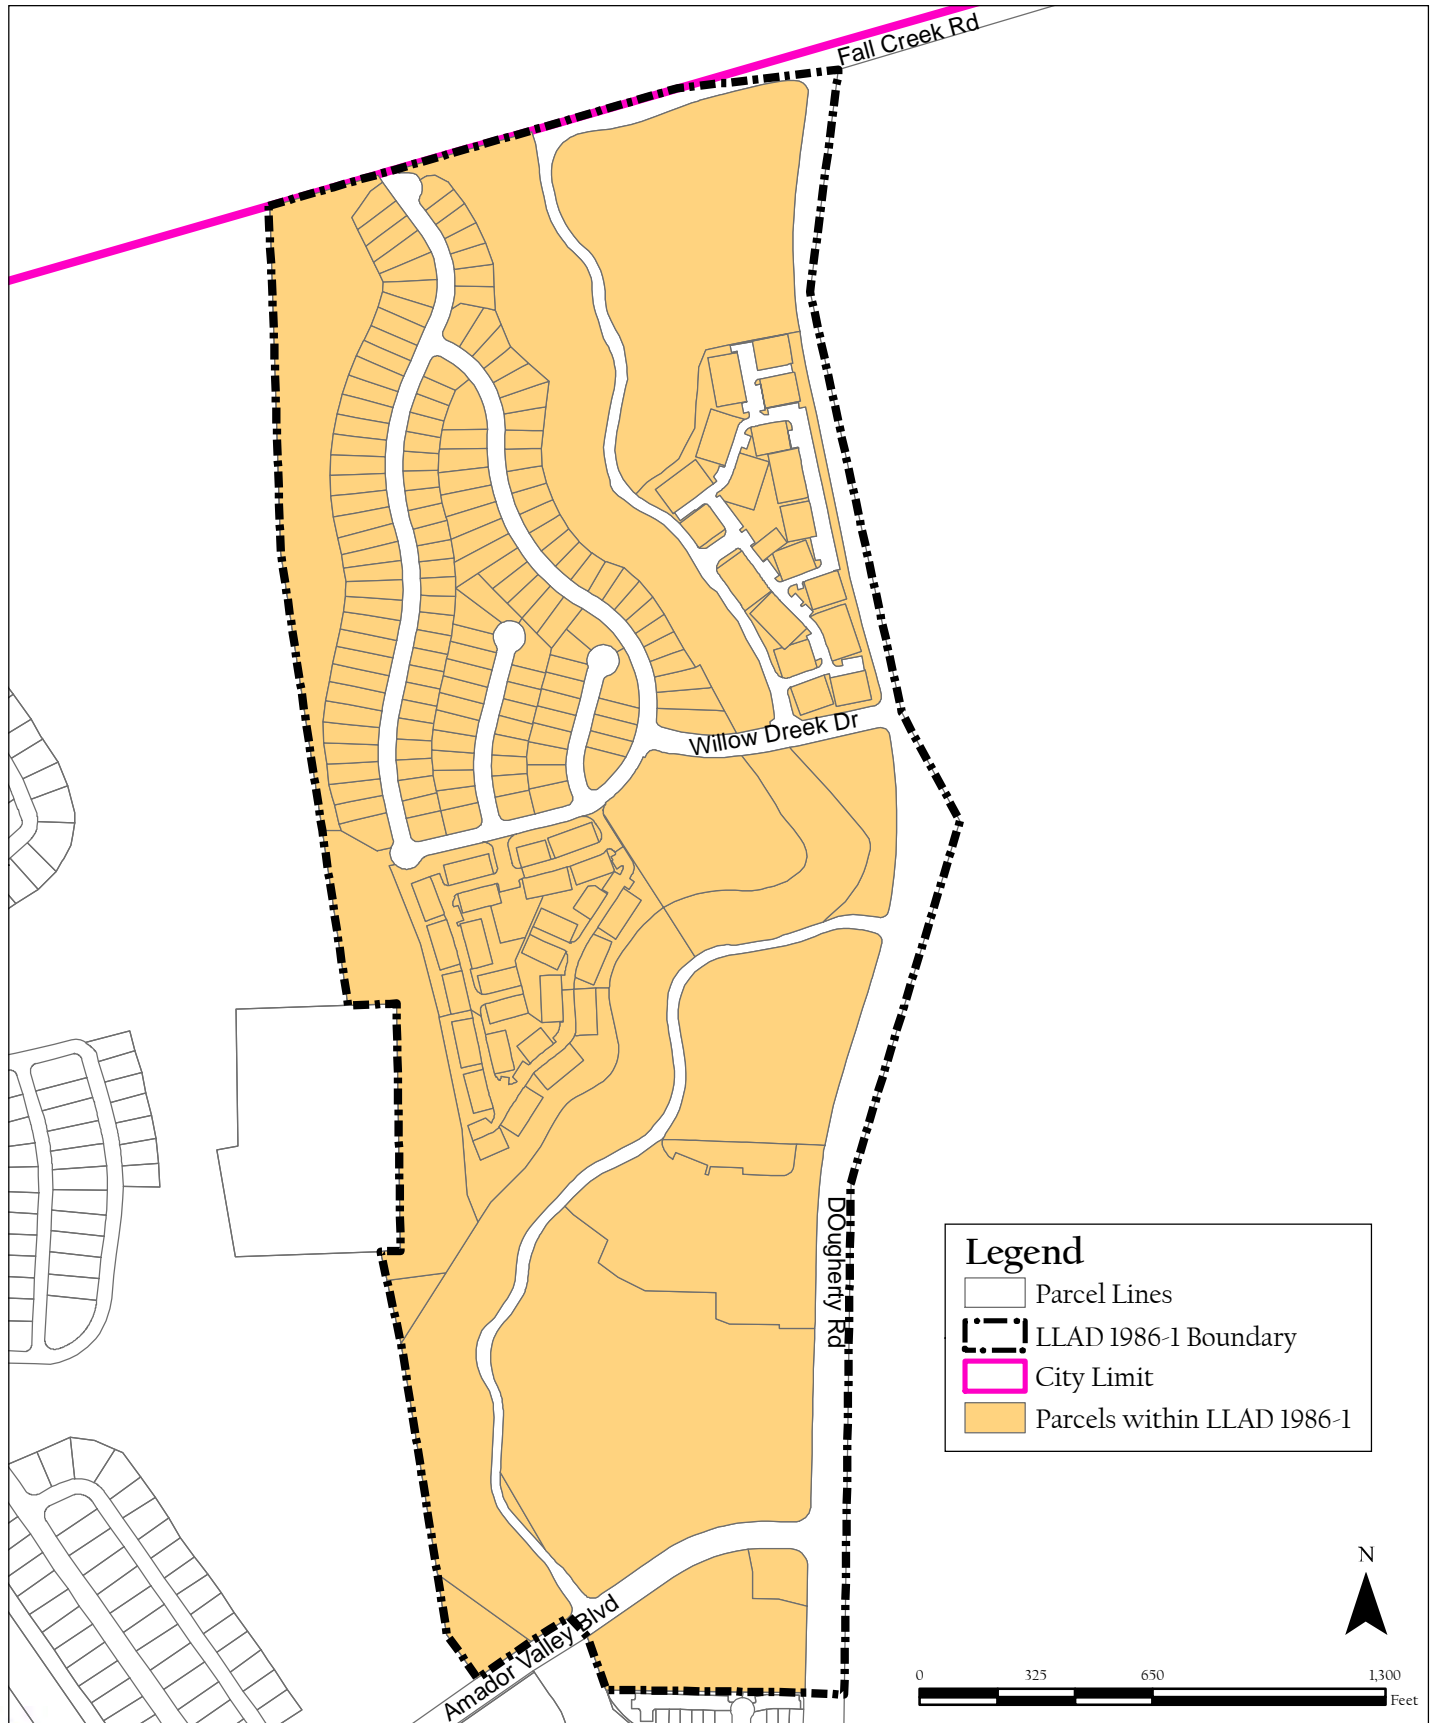 Fall Creek Rd
Willow Dreek Dr
DOugherty Rd
Legend
Parcel Lines
LLAD 1986-1 Boundary
City Limit
Parcels within LLAD 1986-1
N
Amador Valley Blvd
0 325 650 1,300
Feet